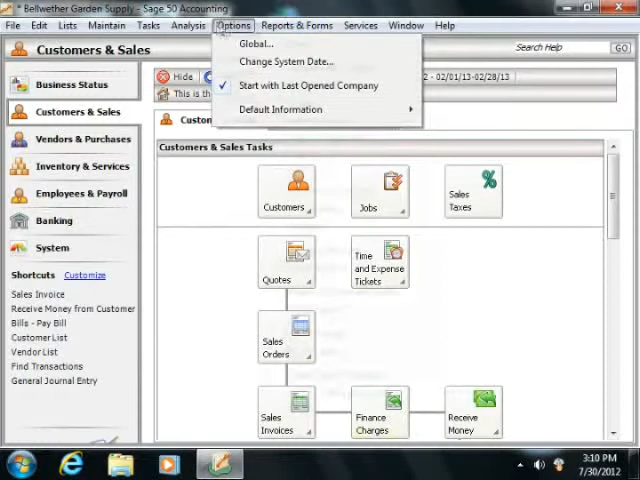 * Bellwether Garden Supply - Sage 50 Accounting
File Edit Lists Maintain Tasks Analysis Options Reports & Forms Services Window Help
Customers & Sales
Search Help GO
Global...
Change System Date...
Start with Last Opened Company
Default Information
Business Status
Customers & Sales
Vendors & Purchases
Inventory & Services
Employees & Payroll
Banking
System
Shortcuts Customize
Sales Invoice
Receive Money from Customer
Bills - Pay Bill
Customer List
Vendor List
Find Transactions
General Journal Entry
Hide
2 - 02/01/13-02/28/13
This is th
Custom
Customers & Sales Tasks
Customers
Jobs
Sales
Taxes
Quotes
Time
and Expense
Tickets
Sales
Orders
Sales
Invoices
Finance
Charges
Receive
Money
3:10 PM
7/30/2012